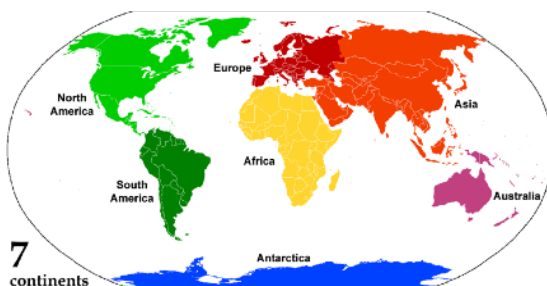 Europe
North
America
Asia
Africa
South
America
Australia
Antarctica
7
continents